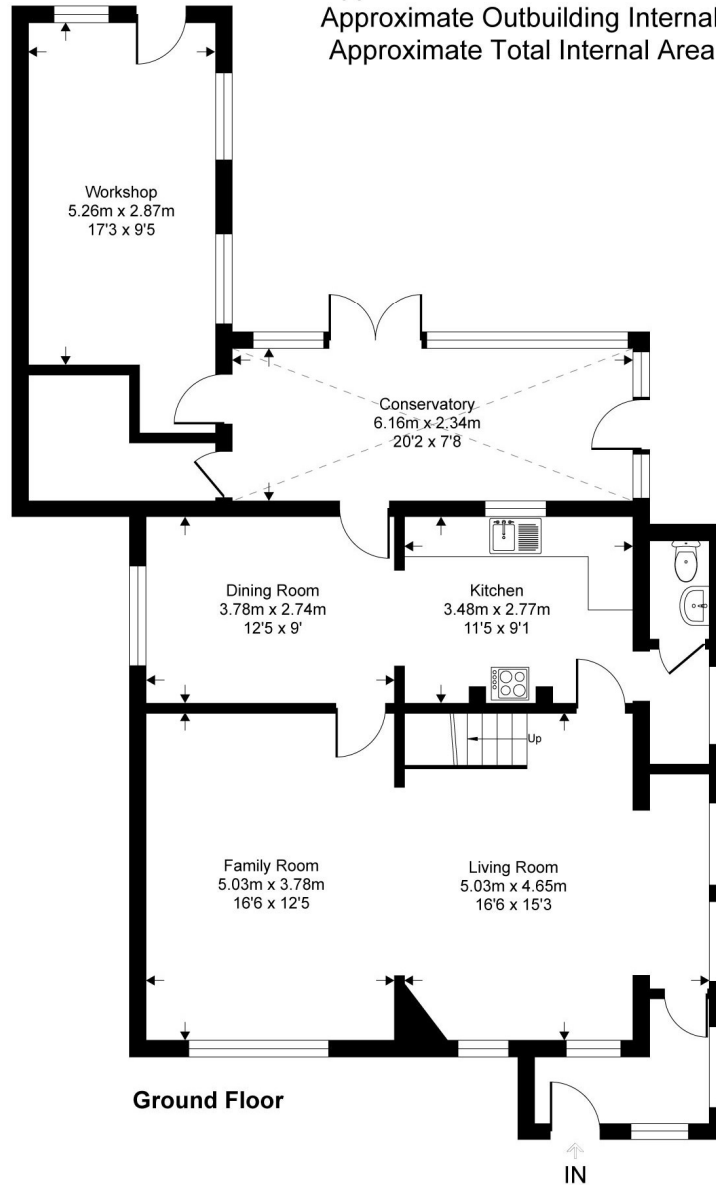 Approximate Outbuilding Internal
Approximate Total Internal Area
Workshop
5.26m x 2.87m
17'3 x 9'5
Conservatory
6.16m x 2.34m
20'2 x 7'8
Dining Room
3.78m x 2.74m
12'5 x 9'
Kitchen
3.48m x 2.77m
11'5 x 9'1
Up
Family Room
5.03m x 3.78m
16'6 x 12'5
Living Room
5.03m x 4.65m
16'6 x 15'3
Ground Floor
IN